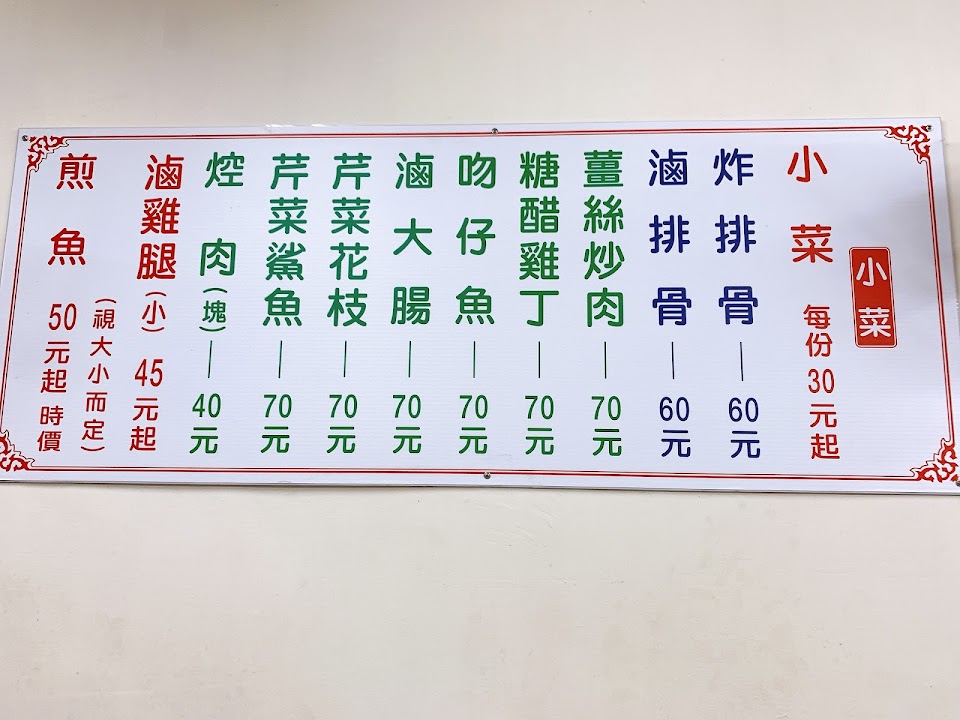 小菜
小菜 每份30元起
炸排骨 — 60元
滷排骨 — 60元
薑絲炒肉 — 70元
糖醋雞丁 — 70元
吻仔魚 — 70元
滷大腸 — 70元
芹菜花枝 — 70元
芹菜鯊魚 — 70元
焢肉(塊) — 40元
滷雞腿(小) 45元起
(視大小而定)
煎魚 50元起 時價